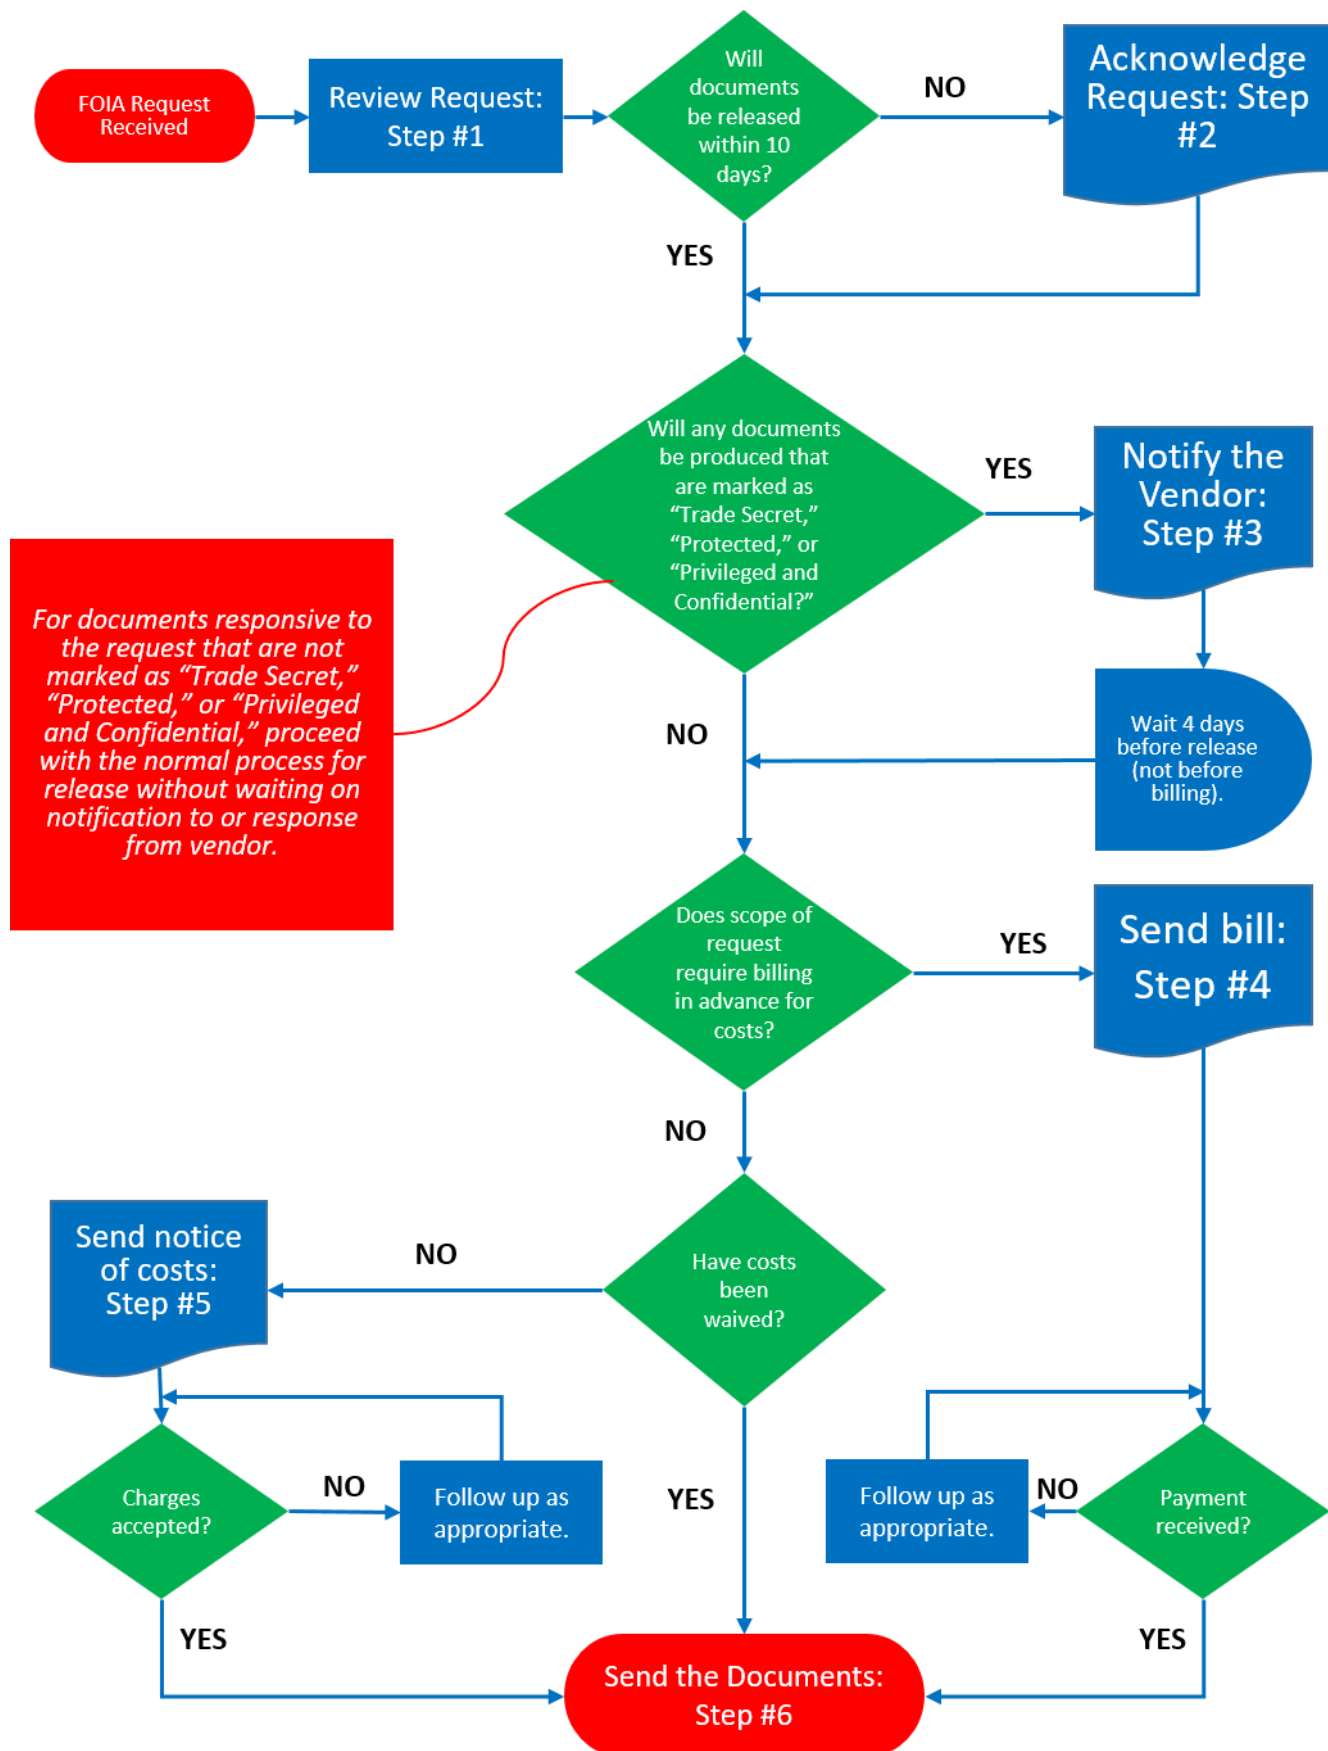 FOIA Request
Received
Review Request:
Step #1
Will
documents
be released
within 10
days?
NO
Acknowledge
Request: Step
#2
YES
Will any documents
be produced that
are marked as
“Trade Secret,”
“Protected,” or
“Privileged and
Confidential?”
YES
Notify the
Vendor:
Step #3
For documents responsive to
the request that are not
marked as “Trade Secret,”
“Protected,” or “Privileged
and Confidential,” proceed
with the normal process for
release without waiting on
notification to or response
from vendor.
NO
Wait 4 days
before release
(not before
billing).
Does scope of
request
require billing
in advance for
costs?
YES
Send bill:
Step #4
NO
Have costs
been
waived?
NO
Send notice
of costs:
Step #5
Charges
accepted?
NO
Follow up as
appropriate.
YES
Follow up as
appropriate.
NO
Payment
received?
YES
YES
Send the Documents:
Step #6